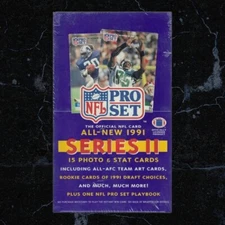 NFL
PRO
SET
THE OFFICIAL NFL CARD
ALL-NEW 1991
SERIES II
15 PHOTO & STAT CARDS
INCLUDING ALL-AFC TEAM ART CARDS,
ROOKIE CARDS OF 1991 DRAFT CHOICES,
AND MUCH, MUCH MORE!
PLUS ONE NFL PRO SET PLAYBOOK